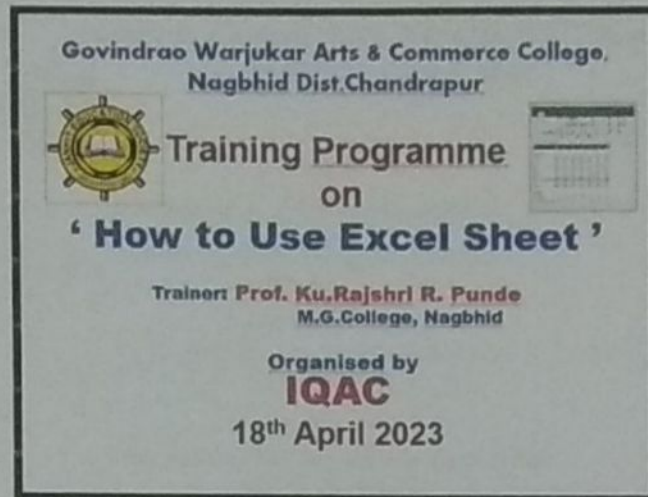 Govindrao Warjukar Arts & Commerce College,
Nagbhid Dist.Chandrapur
Training Programme
on
‘ How to Use Excel Sheet ’
Trainer: Prof. Ku.Rajshri R. Punde
M.G.College, Nagbhid
Organised by
IQAC
18th April 2023